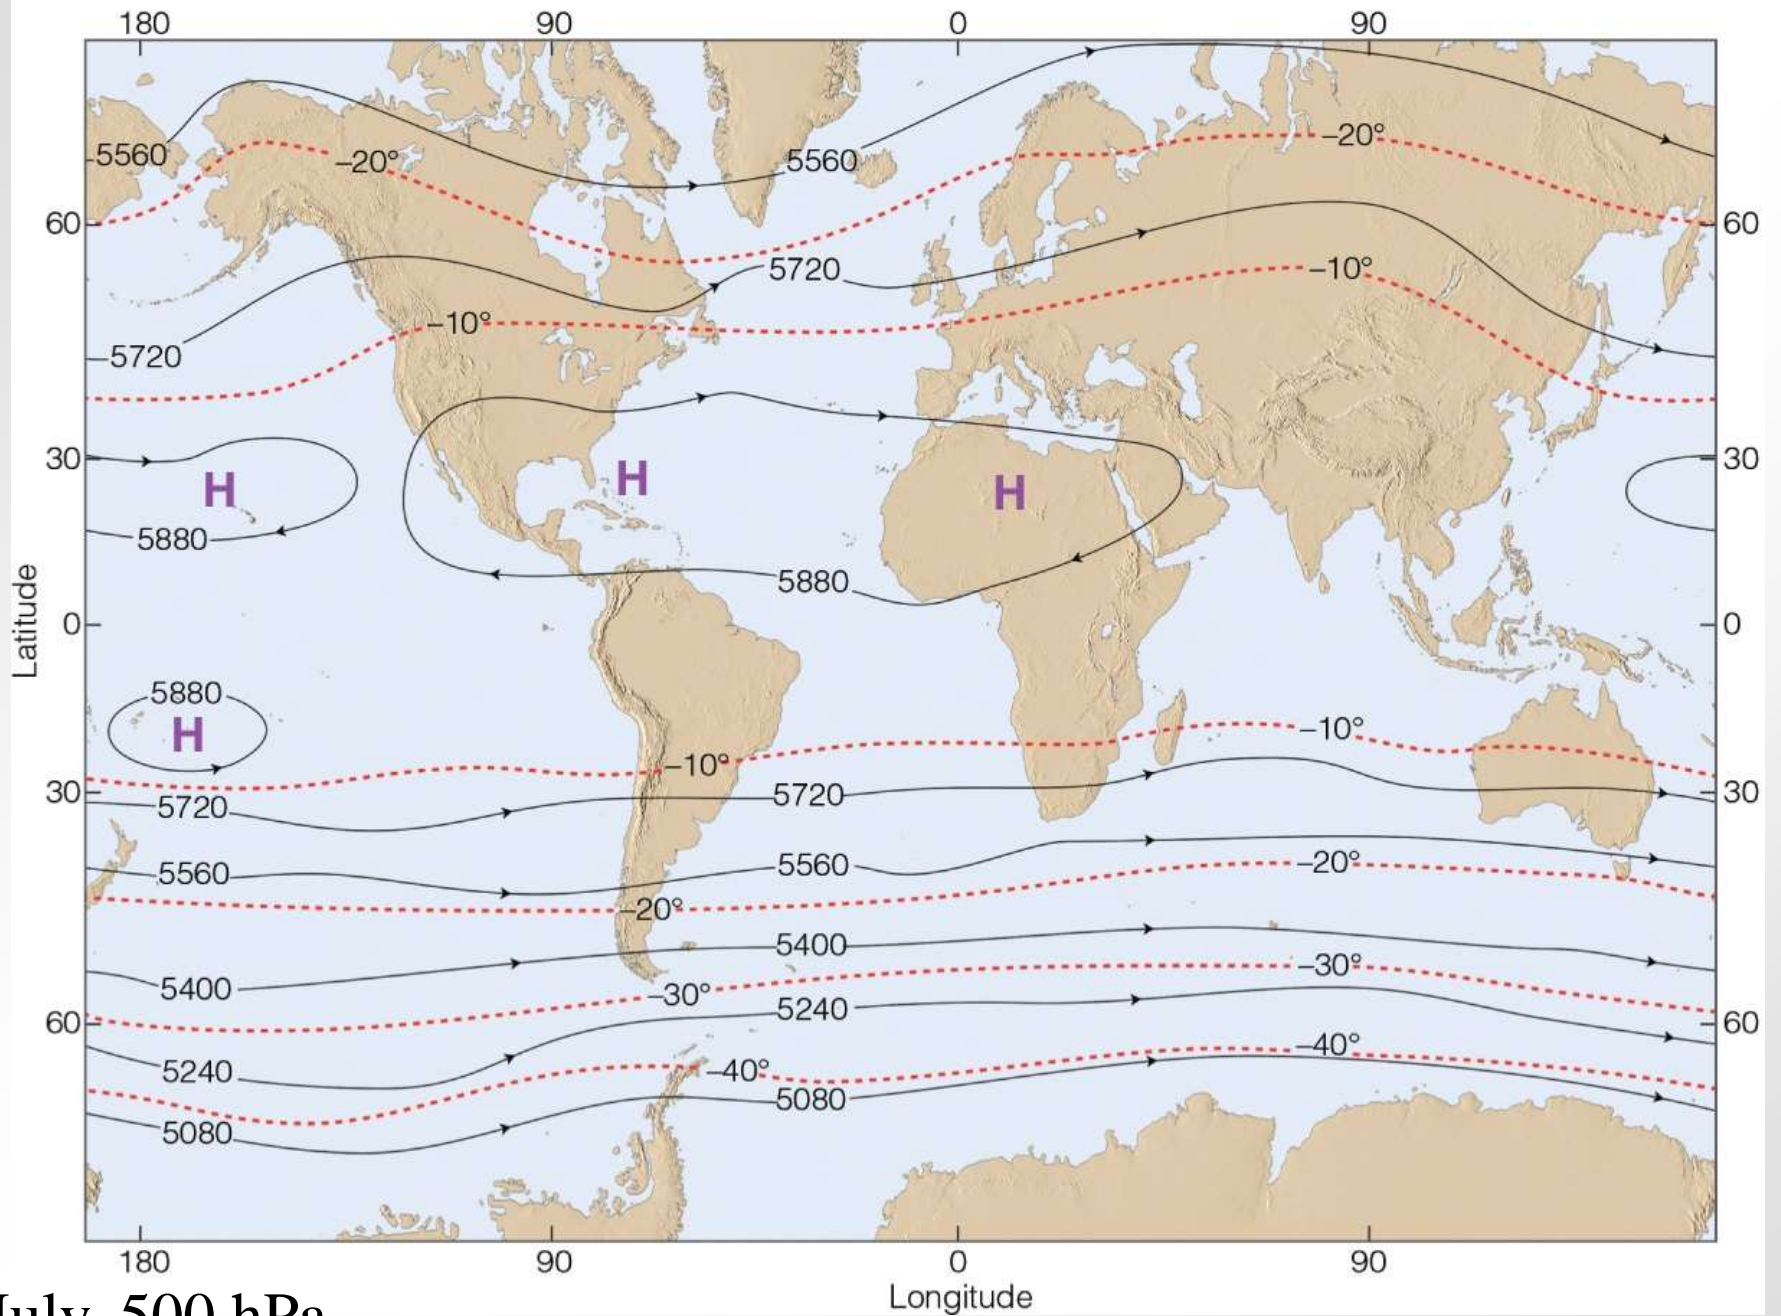 180 90 0 90
5560 −20° 5560 −20°
60 60
5720 −10°
−10°
5720
30 30
H H H
5880 5880
Latitude
0 0
5880
H −10°
−10°
30 5720 5720 30
5560 5560 −20°
−20°
5400
5400 −30° −30°
5240
60 60
5240 −40° −40°
5080
5080
180 90 0 90
Longitude
July, 500 hPa